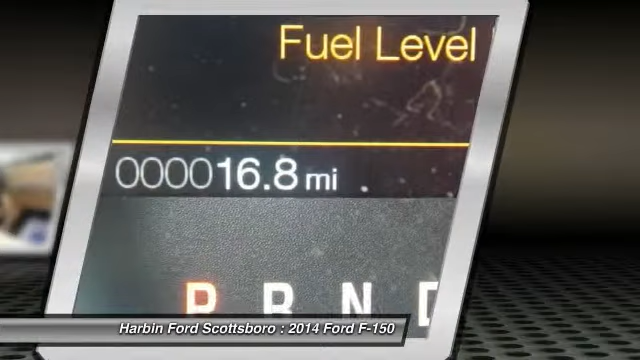 Fuel Level
000016.8 mi
P R N D
Harbin Ford Scottsboro : 2014 Ford F-150